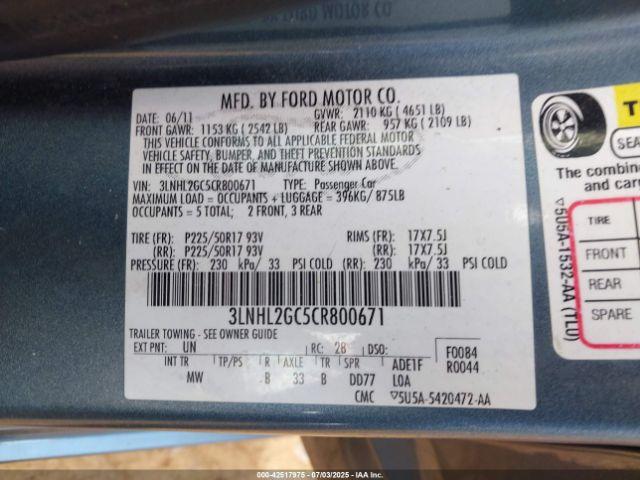 MFD. BY FORD MOTOR CO.
DATE: 06/11 GVWR: 2110 KG ( 4651 LB)
FRONT GAWR: 1153 KG ( 2542 LB) REAR GAWR: 957 KG ( 2109 LB)
THIS VEHICLE CONFORMS TO ALL APPLICABLE FEDERAL MOTOR
VEHICLE SAFETY, BUMPER, AND THEFT PREVENTION STANDARDS
IN EFFECT ON THE DATE OF MANUFACTURE SHOWN ABOVE.
VIN: 3LNHL2GC5CR800671 TYPE: Passenger Car
MAXIMUM LOAD = OCCUPANTS + LUGGAGE = 396KG/ 875LB
OCCUPANTS = 5 TOTAL; 2 FRONT, 3 REAR
TIRE (FR): P225/50R17 93V RIMS (FR): 17X7.5J
(RR): P225/50R17 93V (RR): 17X7.5J
PRESSURE (FR): 230 kPa/ 33 PSI COLD (RR): 230 kPa/ 33 PSI COLD
3LNHL2GC5CR800671
TRAILER TOWING - SEE OWNER GUIDE
EXT PNT: UN RC: 28 DSO: F0084
INT TR TP/PS R AXLE TR SPR ADE1F R0044
MW B 33 B DD77 LOA
CMC ▽5U5A-5420472-AA
SEA
The combine
and car
TIRE
FRONT
REAR
SPARE
▽5U5A-1532-AA (TLU)
000-42517975 - 07/03/2025 - IAA Inc.